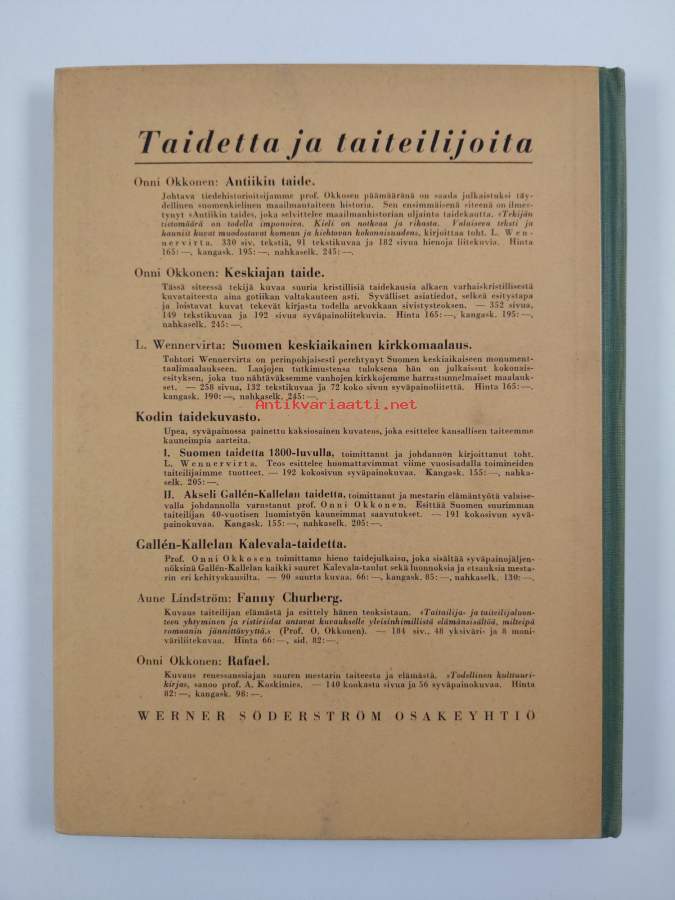 Taidetta ja taiteilijoita
Onni Okkonen: Antiikin taide.
Johtava tiedehistorioitsijamme prof. Okkosen päämääränä on saada julkaistuksi täy-
dellinen suomenkielinen maailmantaiteen historia. Sen ensimmäisenä siteenä on ilmes-
tynyt »Antiikin taide», joka selvittelee maailmanhistorian uljainta taidekautta. »Tekijän
tietomäärä on todella imponoiva. Kieli on notkeaa ja rikasta. Valaiseva teksti ja
kauniit kuvat muodostavat komean ja kiehtovan kokonaisuuden», kirjoittaa toht. L. Wen-
nervirta. 330 siv. tekstiä, 91 tekstikuvaa ja 182 sivua hienoja liitekuvia. Hinta
165:—, kangask. 195:—, nahkaselk. 245:—.
Onni Okkonen: Keskiajan taide.
Tässä siteessä tekijä kuvaa suuria kristillisiä taidekausia alkaen varhaiskristillisestä
kuvataiteesta aina gotiikan valtakauteen asti. Syvälliset asiatiedot, selkeä esitystapa
ja loistavat kuvat tekevät kirjasta todella arvokkaan sivistysteoksen. — 352 sivua,
149 tekstikuvaa ja 192 sivua syväpainoliitekuvia. Hinta 165:—, kangask. 195:—,
nahkaselk. 245:—.
L. Wennervirta: Suomen keskiaikainen kirkkomaalaus.
Tohtori Wennervirta on perinpohjaisesti perehtynyt Suomen keskiaikaiseen monument-
taalimaalaukseen. Laajojen tutkimustensa tuloksena hän on julkaissut kokonais-
esityksen, joka tuo nähtäväksemme vanhojen kirkkojemme harrastunnelmaiset maalauk-
set. — 258 sivua, 132 tekstikuvaa ja 72 koko sivun syväpainoliitettä. Hinta 165:—,
kangask. 190:—, nahkaselk. 245:—.
Antikvariaatti.net
Kodin taidekuvasto.
Upea, syväpainossa painettu kaksiosainen kuvateos, joka esittelee kansallisen taiteemme
kauneimpia aarteita.
I. Suomen taidetta 1800-luvulla, toimittanut ja johdannon kirjoittanut toht.
L. Wennervirta. Teos esittelee huomattavimmat viime vuosisadalla toimineiden
taiteilijaimme tuotteet. — 192 kokosivun syväpainokuvaa. Kangask. 155:—, nahka-
selk. 205:—.
II. Akseli Gallén-Kallelan taidetta, toimittanut ja mestarin elämäntyötä valaise-
valla johdannolla varustanut prof. Onni Okkonen. Esittää Suomen suurimman
taiteilijan 40-vuotisen luomistyön kauneimmat saavutukset. — 191 kokosivun syvä-
painokuvaa. Kangask. 155:—, nahkaselk. 205:—.
Gallén-Kallelan Kalevala-taidetta.
Prof. Onni Okkosen toimittama hieno taidejulkaisu, joka sisältää syväpainojäljen-
nöksinä Gallén-Kallelan kaikki suuret Kalevala-taulut sekä luonnoksia ja etsauksia mesta-
rin eri kehityskausilta. — 90 suurta kuvaa. 66:—, kangask. 85:—, nahkaselk. 130:—.
Aune Lindström: Fanny Churberg.
Kuvaus taiteilijan elämästä ja esittely hänen teoksistaan. »Taitailija- ja taiteilijaluon-
teen yhtyminen ja ristiriidat antavat kuvaukselle yleisinhimillistä elämänsisältöä, milteipä
romaanin jännittävyyttä.» (Prof. O. Okkonen). — 184 siv., 48 yksiväri- ja 8 moni-
väriliitekuvaa. Hinta 66:—, sid. 82:—.
Onni Okkonen: Rafael.
Kuvaus renessanssiajan suuren mestarin taiteesta ja elämästä. »Todellinen kulttuuri-
kirja», sanoo prof. A. Koskimies. — 140 kookasta sivua ja 56 syväpainokuvaa. Hinta
82:—, kangask. 98:—.
WERNER SÖDERSTRÖM OSAKEYHTIÖ